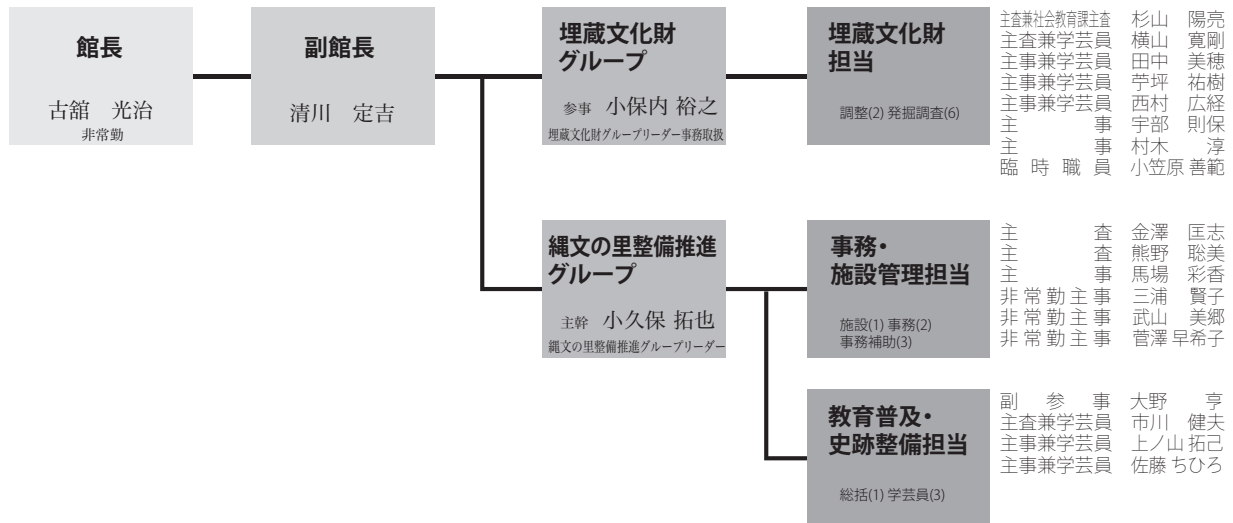 館長
古舘 光治
非常勤
副館長
清川 定吉
埋蔵文化財
グループ
参事 小保内 裕之
埋蔵文化財グループリーダー事務取扱
埋蔵文化財
担当
調整(2) 発掘調査(6)
主査兼社会教育課主査 杉山 陽亮
主査兼学芸員 横山 寛剛
主事兼学芸員 田中 美穂
主事兼学芸員 苧坪 祐樹
主事兼学芸員 西村 広経
主事 宇部 則保
主事 村木 淳
臨時職員 小笠原 善範
縄文の里整備推進
グループ
主幹 小久保 拓也
縄文の里整備推進グループリーダー
事務・
施設管理担当
施設(1) 事務(2)
事務補助(3)
主査 金澤 匡志
主査 熊野 聡美
主事 馬場 彩香
非常勤主事 三浦 賢子
非常勤主事 武山 美郷
非常勤主事 菅澤 早希子
教育普及・
史跡整備担当
総括(1) 学芸員(3)
副参事 大野 亨
主査兼学芸員 市川 健夫
主事兼学芸員 上ノ山 拓己
主事兼学芸員 佐藤 ちひろ